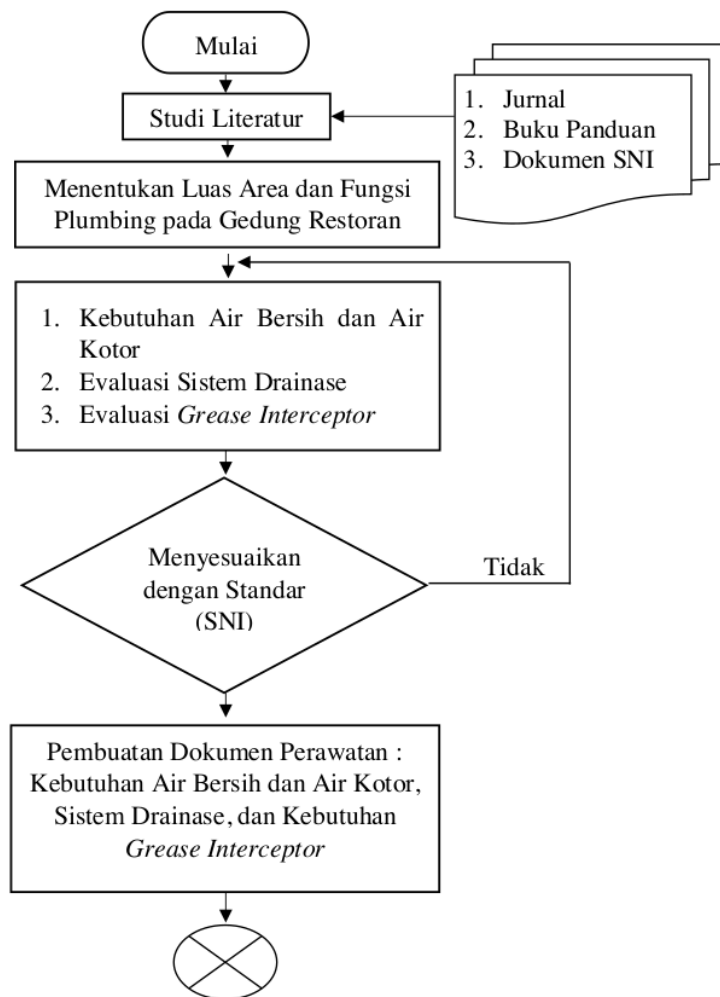 Mulai
Studi Literatur
1. Jurnal
2. Buku Panduan
3. Dokumen SNI
Menentukan Luas Area dan Fungsi
Plumbing pada Gedung Restoran
1. Kebutuhan Air Bersih dan Air
Kotor
2. Evaluasi Sistem Drainase
3. Evaluasi Grease Interceptor
Menyesuaikan
dengan Standar
(SNI)
Tidak
Pembuatan Dokumen Perawatan :
Kebutuhan Air Bersih dan Air Kotor,
Sistem Drainase, dan Kebutuhan
Grease Interceptor